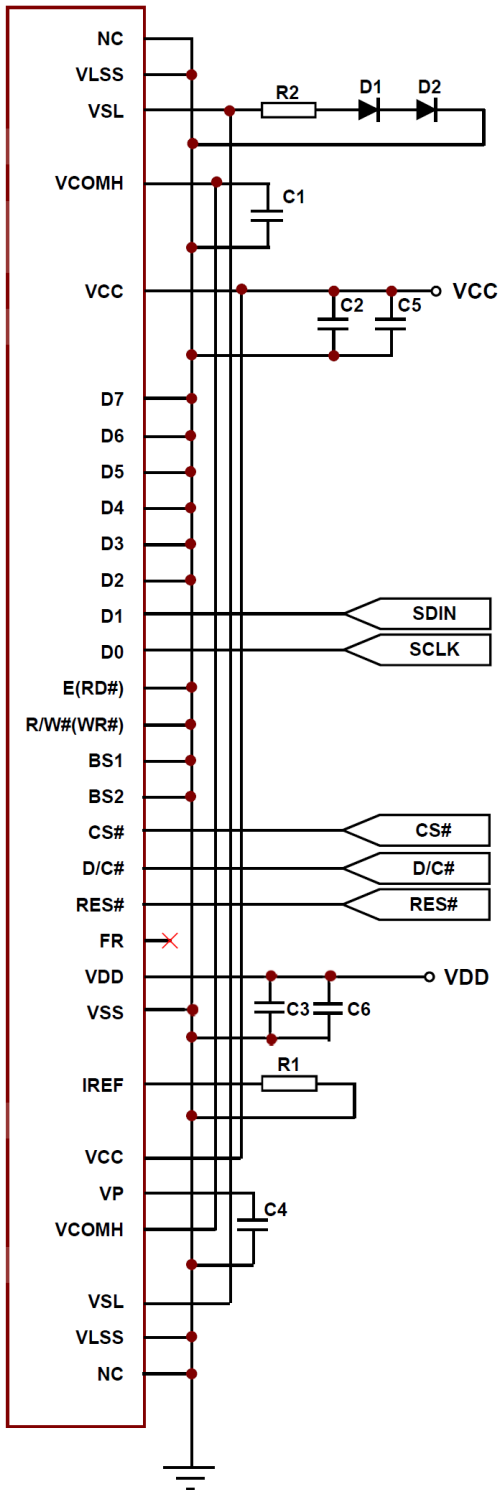 NC
VLSS
VSL
R2
D1
D2
VCOMH
C1
VCC
C2
C5
VCC
D7
D6
D5
D4
D3
D2
D1
SDIN
D0
SCLK
E(RD#)
R/W#(WR#)
BS1
BS2
CS#
CS#
D/C#
D/C#
RES#
RES#
FR
VDD
VDD
VSS
C3
C6
R1
IREF
VCC
VP
C4
VCOMH
VSL
VLSS
NC